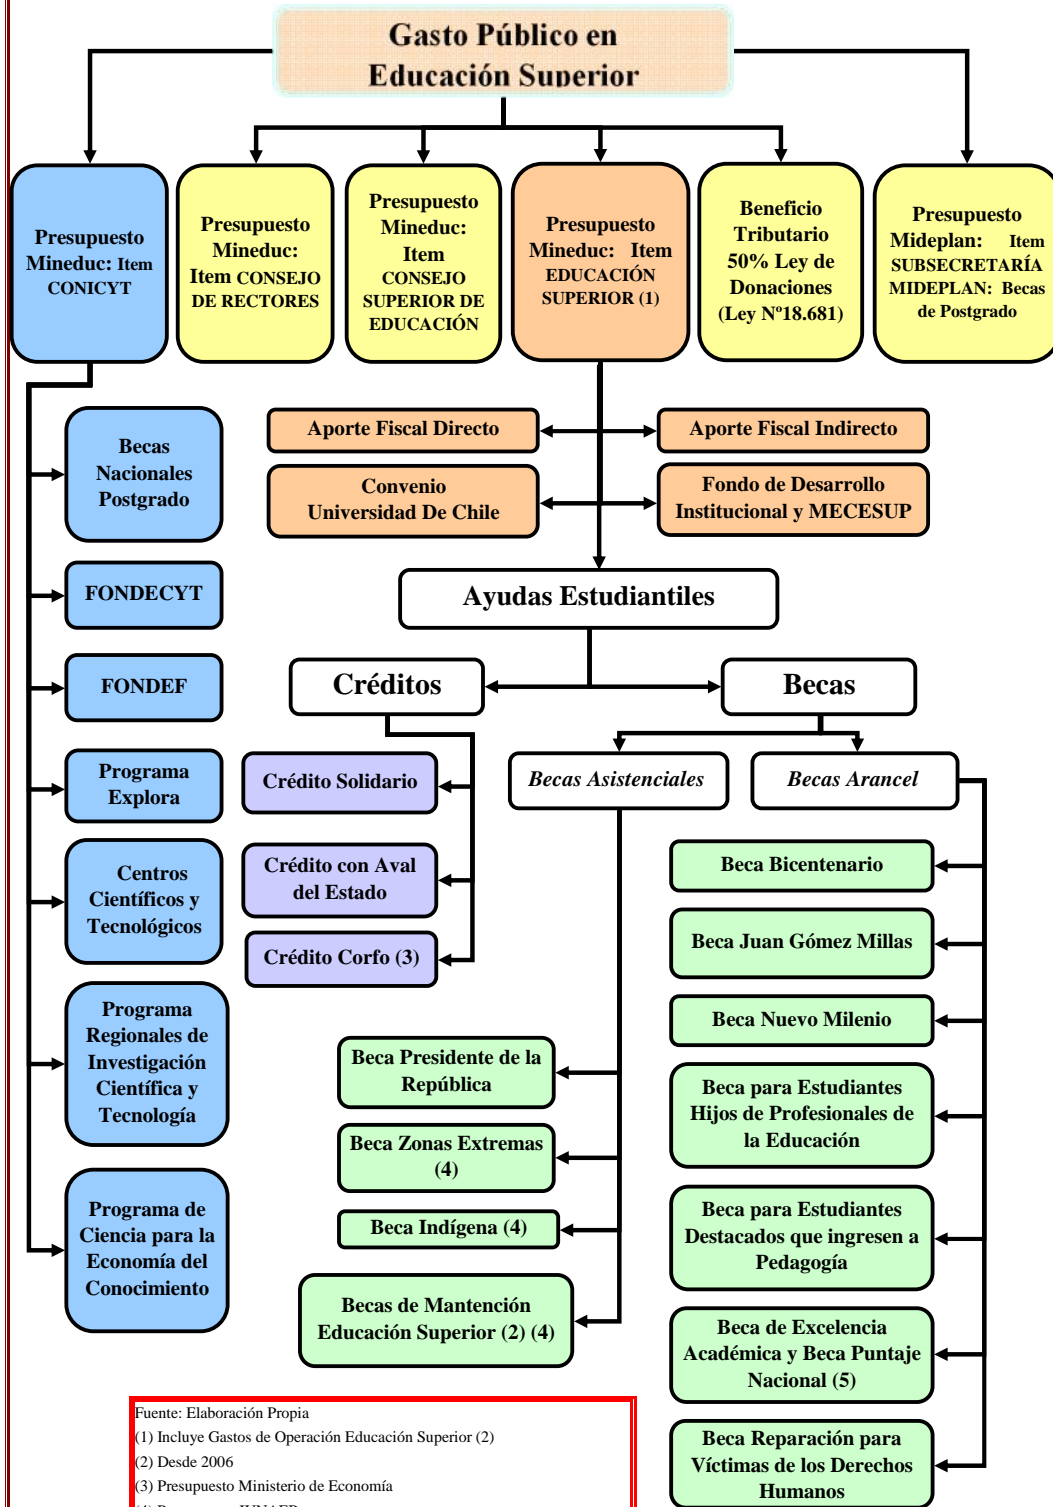 Gasto Público en
Educación Superior
Presupuesto
Mineduc: Item
CONICYT
Presupuesto
Mineduc:
Item CONSEJO
DE RECTORES
Presupuesto
Mineduc:
Item
CONSEJO
SUPERIOR DE
EDUCACIÓN
Presupuesto
Mineduc: Item
EDUCACIÓN
SUPERIOR (1)
Beneficio
Tributario
50% Ley de
Donaciones
(Ley Nº18.681)
Presupuesto
Mideplan: Item
SUBSECRETARÍA
MIDEPLAN: Becas
de Postgrado
Becas
Nacionales
Postgrado
FONDECYT
FONDEF
Programa
Explora
Centros
Científicos y
Tecnológicos
Programa
Regionales de
Investigación
Científica y
Tecnología
Programa de
Ciencia para la
Economía del
Conocimiento
Aporte Fiscal Directo
Aporte Fiscal Indirecto
Convenio
Universidad De Chile
Fondo de Desarrollo
Institucional y MECESUP
Ayudas Estudiantiles
Créditos
Becas
Crédito Solidario
Crédito con Aval
del Estado
Crédito Corfo (3)
Becas Asistenciales
Becas Arancel
Beca Presidente de la
República
Beca Zonas Extremas
(4)
Beca Indígena (4)
Becas de Mantención
Educación Superior (2) (4)
Beca Bicentenario
Beca Juan Gómez Millas
Beca Nuevo Milenio
Beca para Estudiantes
Hijos de Profesionales de
la Educación
Beca para Estudiantes
Destacados que ingresen a
Pedagogía
Beca de Excelencia
Académica y Beca Puntaje
Nacional (5)
Beca Reparación para
Víctimas de los Derechos
Humanos
Fuente: Elaboración Propia
(1) Incluye Gastos de Operación Educación Superior (2)
(2) Desde 2006
(3) Presupuesto Ministerio de Economía